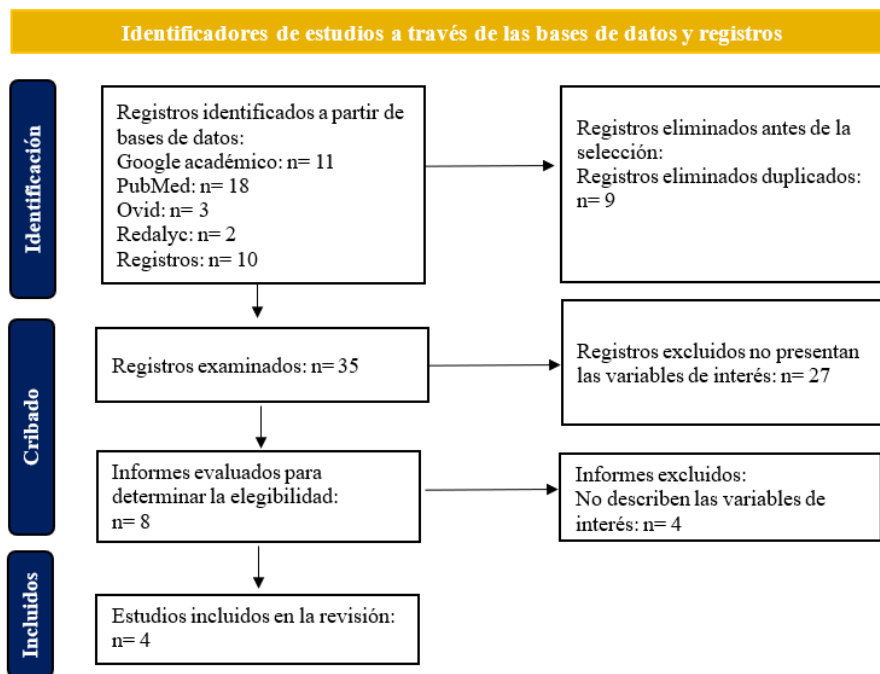 Identificadores de estudios a través de las bases de datos y registros
Identificación
Registros identificados a partir de
bases de datos:
Google académico: n= 11
PubMed: n= 18
Ovid: n= 3
Redalyc: n= 2
Registros: n= 10
Registros eliminados antes de la
selección:
Registros eliminados duplicados:
n= 9
Cribado
Registros examinados: n= 35
Registros excluidos no presentan
las variables de interés: n= 27
Informes evaluados para
determinar la elegibilidad:
n= 8
Informes excluidos:
No describen las variables de
interés: n= 4
Incluidos
Estudios incluidos en la revisión:
n= 4